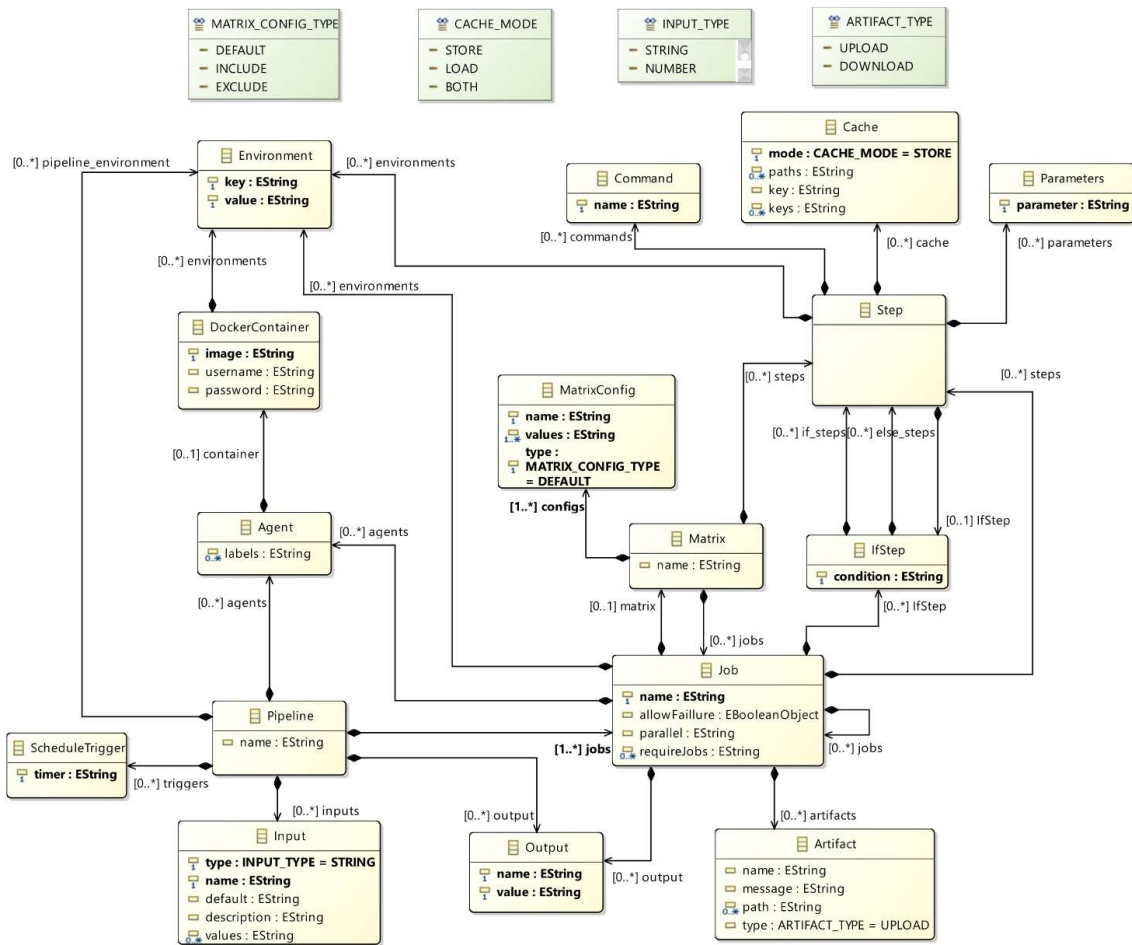 MATRIX_CONFIG_TYPE
DEFAULT
INCLUDE
EXCLUDE
CACHE_MODE
STORE
LOAD
BOTH
INPUT_TYPE
STRING
NUMBER
ARTIFACT_TYPE
UPLOAD
DOWNLOAD
[0..*] pipeline_environment
Environment
key : EString
value : EString
[0..*] environments
[0..*] environments
[0..*] environments
Command
name : EString
[0..*] commands
Cache
mode : CACHE_MODE = STORE
0..* paths : EString
key : EString
0..* keys : EString
[0..*] cache
Parameters
parameter : EString
[0..*] parameters
DockerContainer
image : EString
username : EString
password : EString
[0..1] container
Step
[0..*] steps
[0..*] steps
[0..*] if_steps
[0..*] else_steps
[0..1] IfStep
MatrixConfig
name : EString
1..* values : EString
type :
MATRIX_CONFIG_TYPE
= DEFAULT
[1..*] configs
Agent
0..* labels : EString
[0..*] agents
[0..*] agents
Matrix
name : EString
[0..1] matrix
[0..*] jobs
IfStep
condition : EString
[0..*] IfStep
Job
name : EString
allowFaillure : EBooleanObject
parallel : EString
0..* requireJobs : EString
[0..*] jobs
Pipeline
name : EString
[1..*] jobs
ScheduleTrigger
timer : EString
[0..*] triggers
[0..*] inputs
[0..*] output
[0..*] output
[0..*] artifacts
Input
type : INPUT_TYPE = STRING
name : EString
default : EString
description : EString
0..* values : EString
Output
name : EString
value : EString
Artifact
name : EString
message : EString
0..* path : EString
type : ARTIFACT_TYPE = UPLOAD